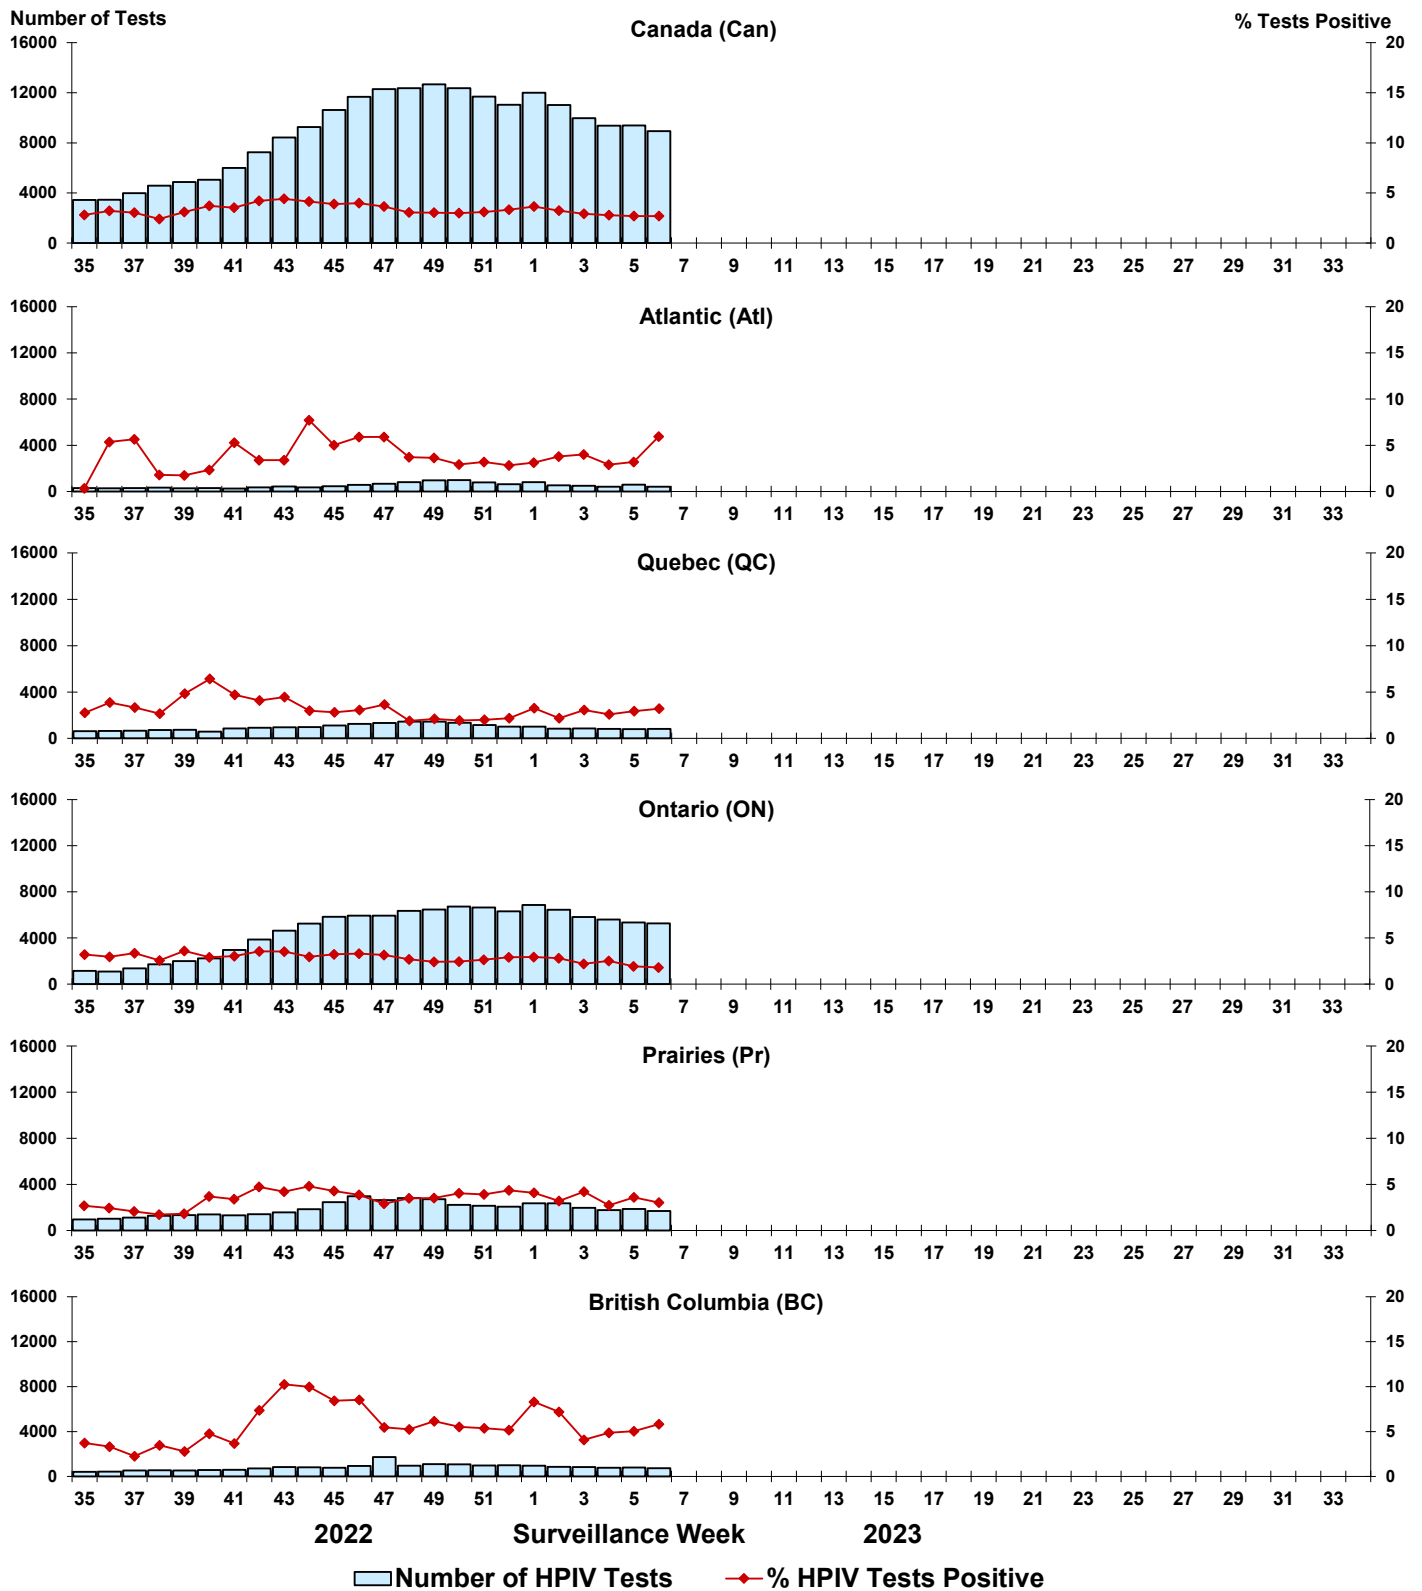 Number of Tests
% Tests Positive
Canada (Can)
16000 20
12000 15
8000 10
4000 5
0 0
35 37 39 41 43 45 47 49 51 1 3 5 7 9 11 13 15 17 19 21 23 25 27 29 31 33
Atlantic (Atl)
16000 20
12000 15
8000 10
4000 5
0 0
35 37 39 41 43 45 47 49 51 1 3 5 7 9 11 13 15 17 19 21 23 25 27 29 31 33
Quebec (QC)
16000 20
12000 15
8000 10
4000 5
0 0
35 37 39 41 43 45 47 49 51 1 3 5 7 9 11 13 15 17 19 21 23 25 27 29 31 33
Ontario (ON)
16000 20
12000 15
8000 10
4000 5
0 0
35 37 39 41 43 45 47 49 51 1 3 5 7 9 11 13 15 17 19 21 23 25 27 29 31 33
Prairies (Pr)
16000 20
12000 15
8000 10
4000 5
0 0
35 37 39 41 43 45 47 49 51 1 3 5 7 9 11 13 15 17 19 21 23 25 27 29 31 33
British Columbia (BC)
16000 20
12000 15
8000 10
4000 5
0 0
35 37 39 41 43 45 47 49 51 1 3 5 7 9 11 13 15 17 19 21 23 25 27 29 31 33
2022 Surveillance Week 2023
Number of HPIV Tests % HPIV Tests Positive